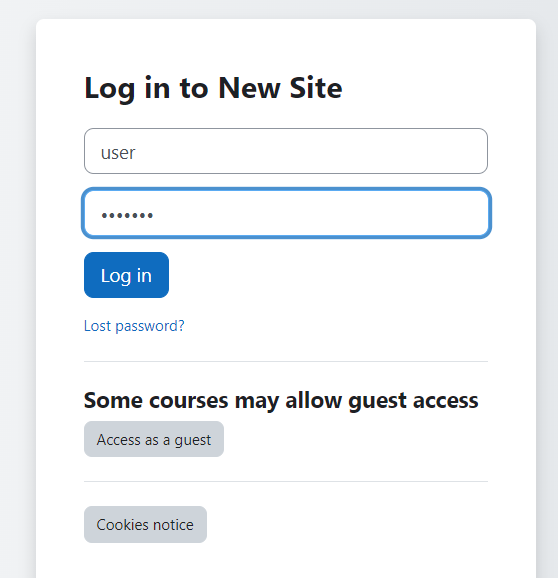 Log in to New Site
user
•••••••
Log in
Lost password?
Some courses may allow guest access
Access as a guest
Cookies notice